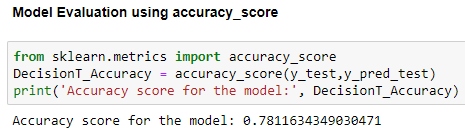 Model Evaluation using accuracy_score
from sklearn.metrics import accuracy_score
DecisionT_Accuracy = accuracy_score(y_test,y_pred_test)
print('Accuracy score for the model:', DecisionT_Accuracy)
Accuracy score for the model: 0.7811634349030471